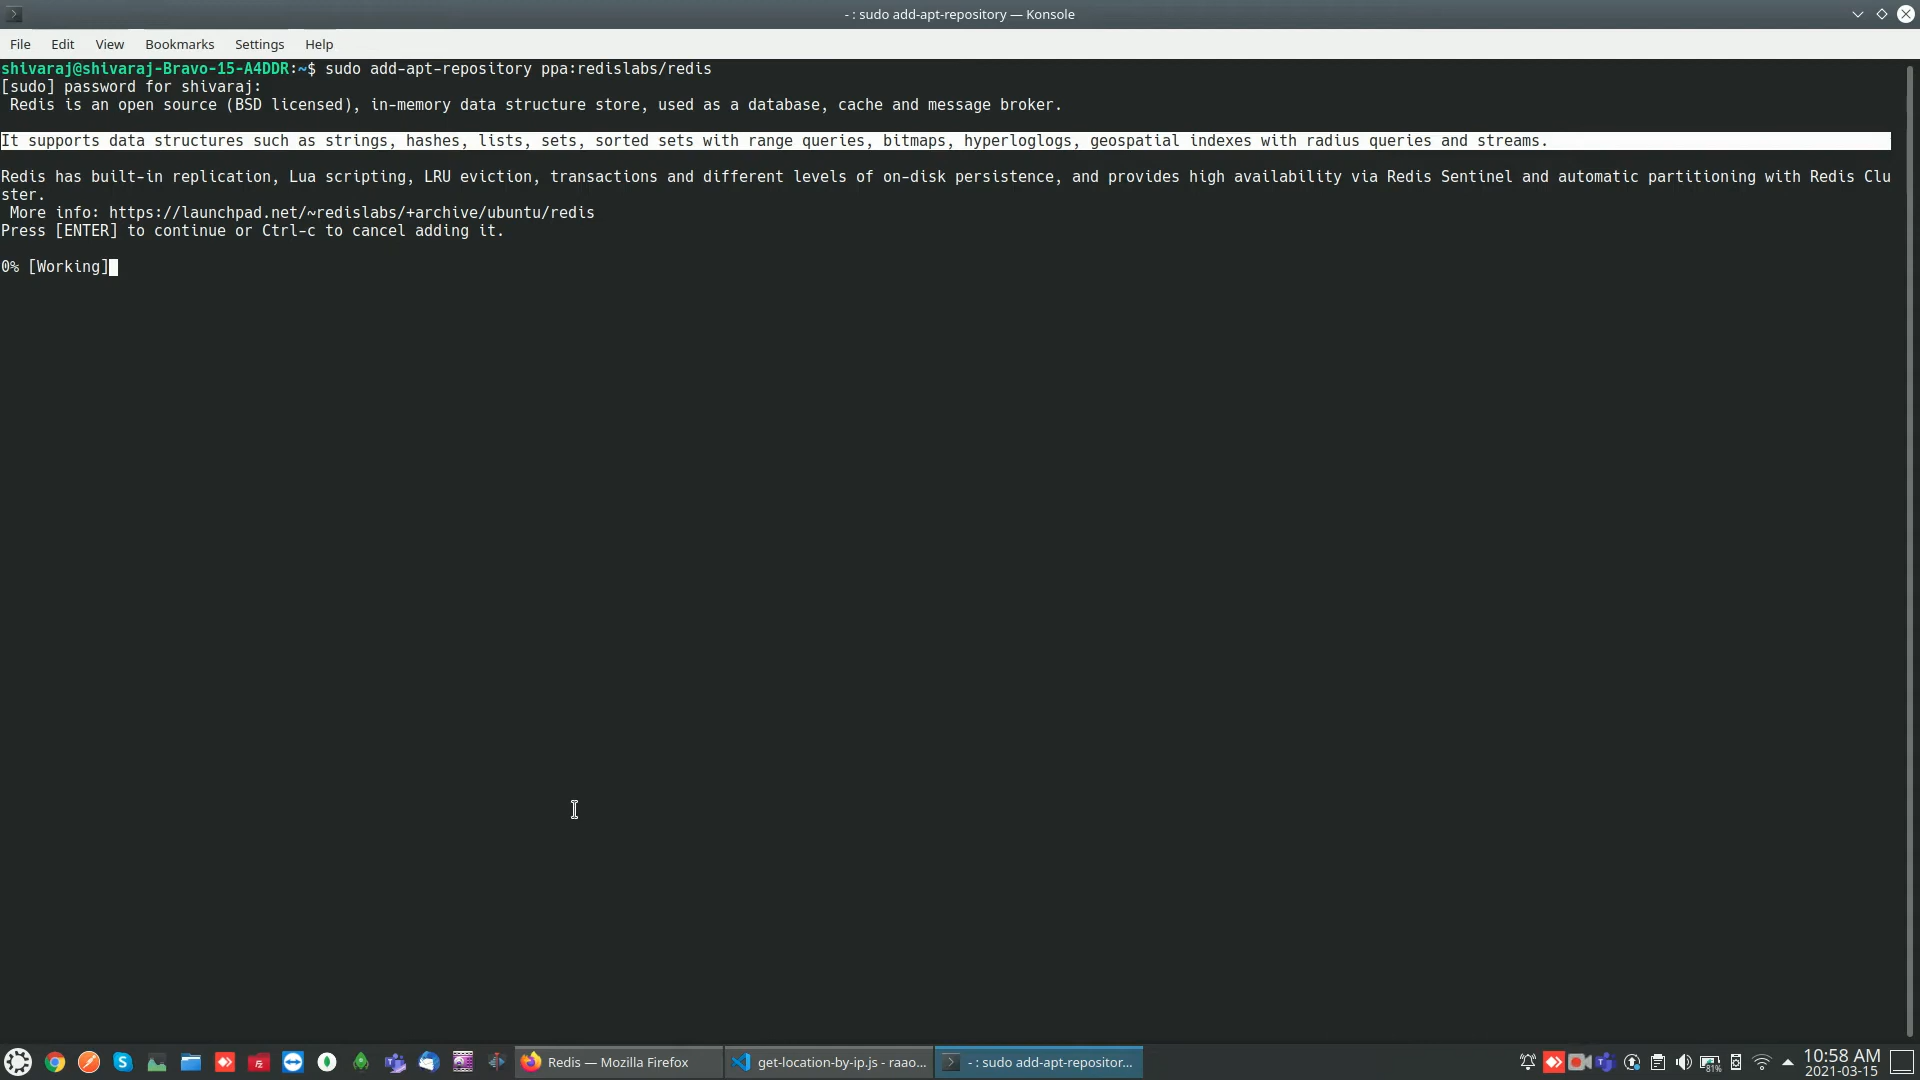 - : sudo add-apt-repository — Konsole
File Edit View Bookmarks Settings Help
shivaraj@shivaraj-Bravo-15-A4DDR:~$ sudo add-apt-repository ppa:redislabs/redis
[sudo] password for shivaraj:
Redis is an open source (BSD licensed), in-memory data structure store, used as a database, cache and message broker.
It supports data structures such as strings, hashes, lists, sets, sorted sets with range queries, bitmaps, hyperloglogs, geospatial indexes with radius queries and streams.
Redis has built-in replication, Lua scripting, LRU eviction, transactions and different levels of on-disk persistence, and provides high availability via Redis Sentinel and automatic partitioning with Redis Clu
ster.
More info: https://launchpad.net/~redislabs/+archive/ubuntu/redis
Press [ENTER] to continue or Ctrl-c to cancel adding it.
0% [Working]
Redis — Mozilla Firefox
get-location-by-ip.js - raao...
- : sudo add-apt-repositor...
81%
10:58 AM
2021-03-15